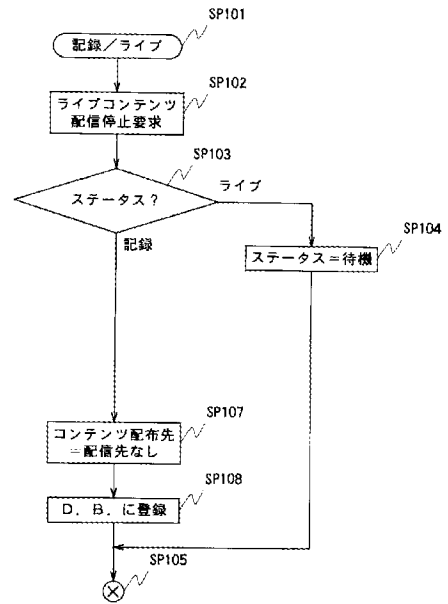 SP101
記録／ライブ
SP102
ライブコンテンツ
配信停止要求
SP103
ステータス？
ライブ
記録
SP104
ステータス＝待機
SP107
コンテンツ配布先
＝配信先なし
SP108
Ｄ．Ｂ．に登録
SP105